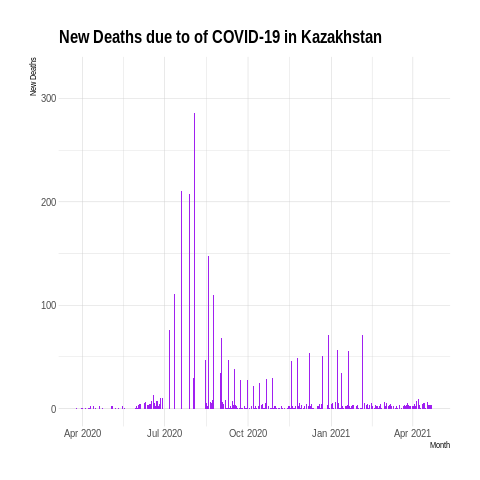 New Deaths due to of COVID-19 in Kazakhstan
New Deaths
300
200
100
0
Apr 2020 Jul 2020 Oct 2020 Jan 2021 Apr 2021
Month